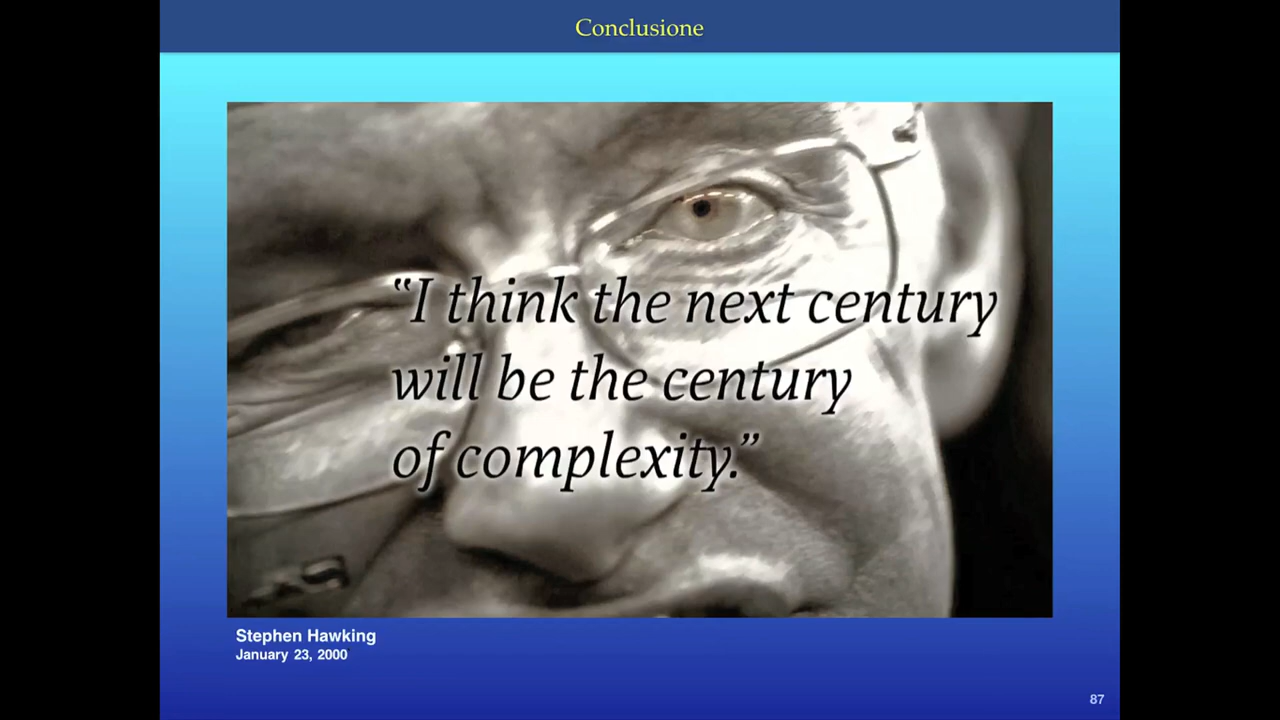 Conclusione
“I think the next century
will be the century
of complexity.”
Stephen Hawking
January 23, 2000
87